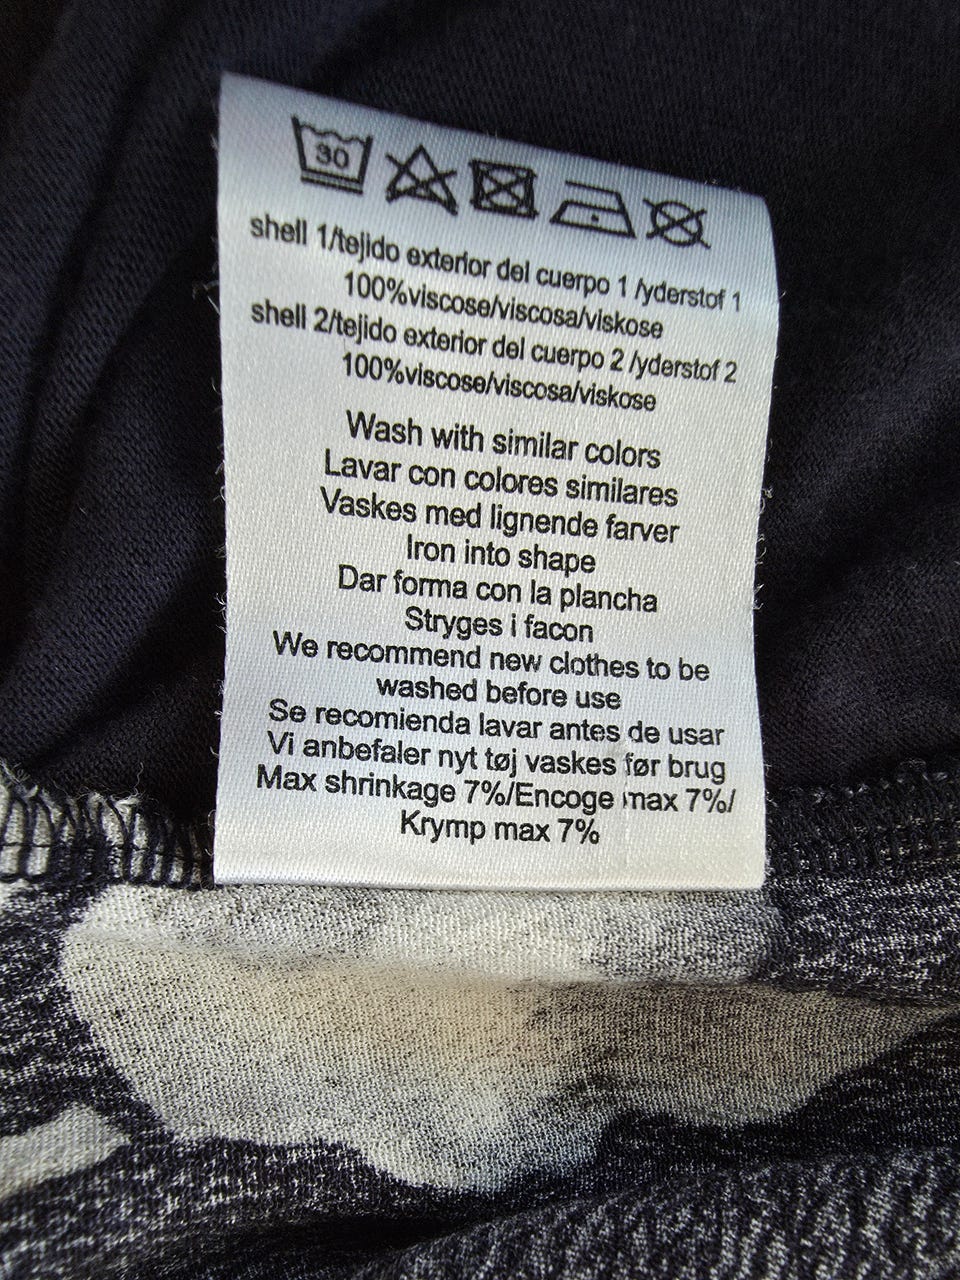 30
shell 1/tejido exterior del cuerpo 1 /yderstof 1
100%viscose/viscosa/viskose
shell 2/tejido exterior del cuerpo 2 /yderstof 2
100%viscose/viscosa/viskose
Wash with similar colors
Lavar con colores similares
Vaskes med lignende farver
Iron into shape
Dar forma con la plancha
Stryges i facon
We recommend new clothes to be
washed before use
Se recomienda lavar antes de usar
Vi anbefaler nyt tøj vaskes før brug
Max shrinkage 7%/Encoge max 7%/
Krymp max 7%